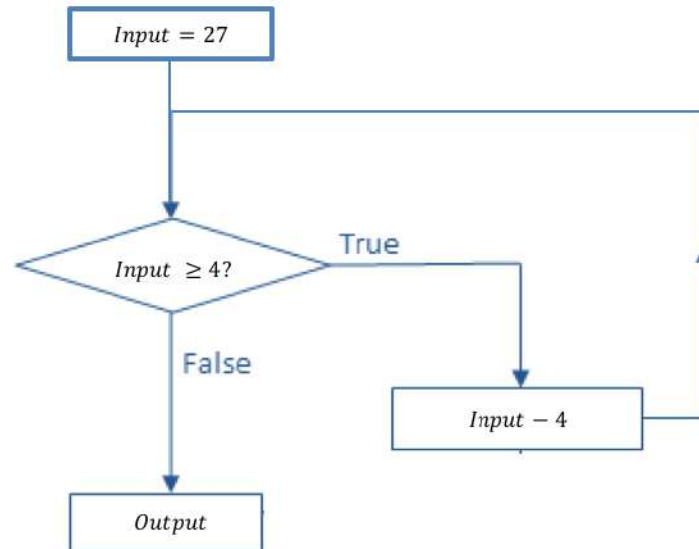 Input = 27
True
Input ≥ 4?
False
Input − 4
Output